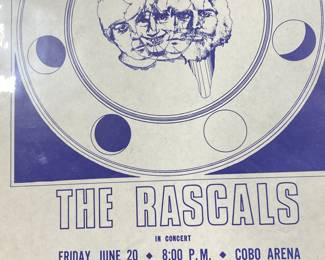 THE RASCALS
IN CONCERT
FRIDAY JUNE 20 ♦ 8:00 P.M. ♦ COBO ARENA